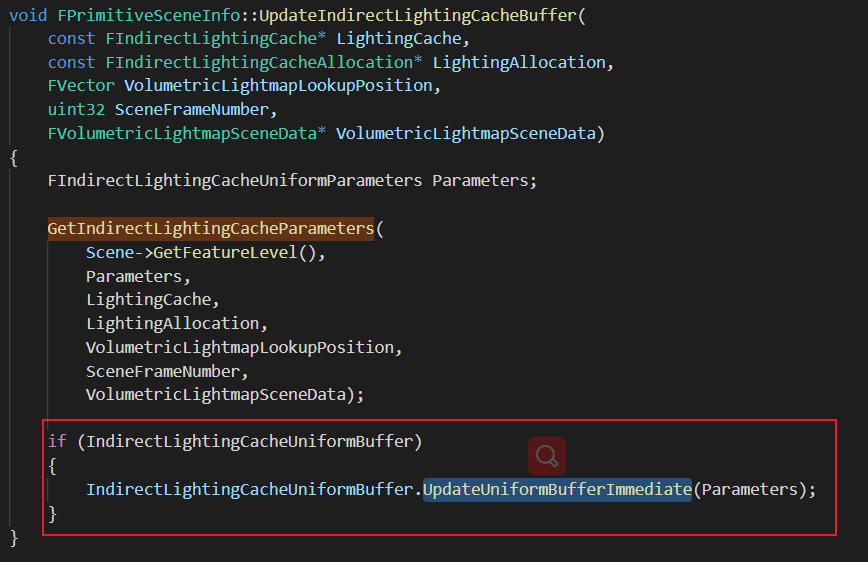 void FPrimitiveSceneInfo::UpdateIndirectLightingCacheBuffer(
    const FIndirectLightingCache* LightingCache,
    const FIndirectLightingCacheAllocation* LightingAllocation,
    FVector VolumetricLightmapLookupPosition,
    uint32 SceneFrameNumber,
    FVolumetricLightmapSceneData* VolumetricLightmapSceneData)
{
    FIndirectLightingCacheUniformParameters Parameters;

    GetIndirectLightingCacheParameters(
        Scene->GetFeatureLevel(),
        Parameters,
        LightingCache,
        LightingAllocation,
        VolumetricLightmapLookupPosition,
        SceneFrameNumber,
        VolumetricLightmapSceneData);

    if (IndirectLightingCacheUniformBuffer)
    {
        IndirectLightingCacheUniformBuffer.UpdateUniformBufferImmediate(Parameters);
    }
}